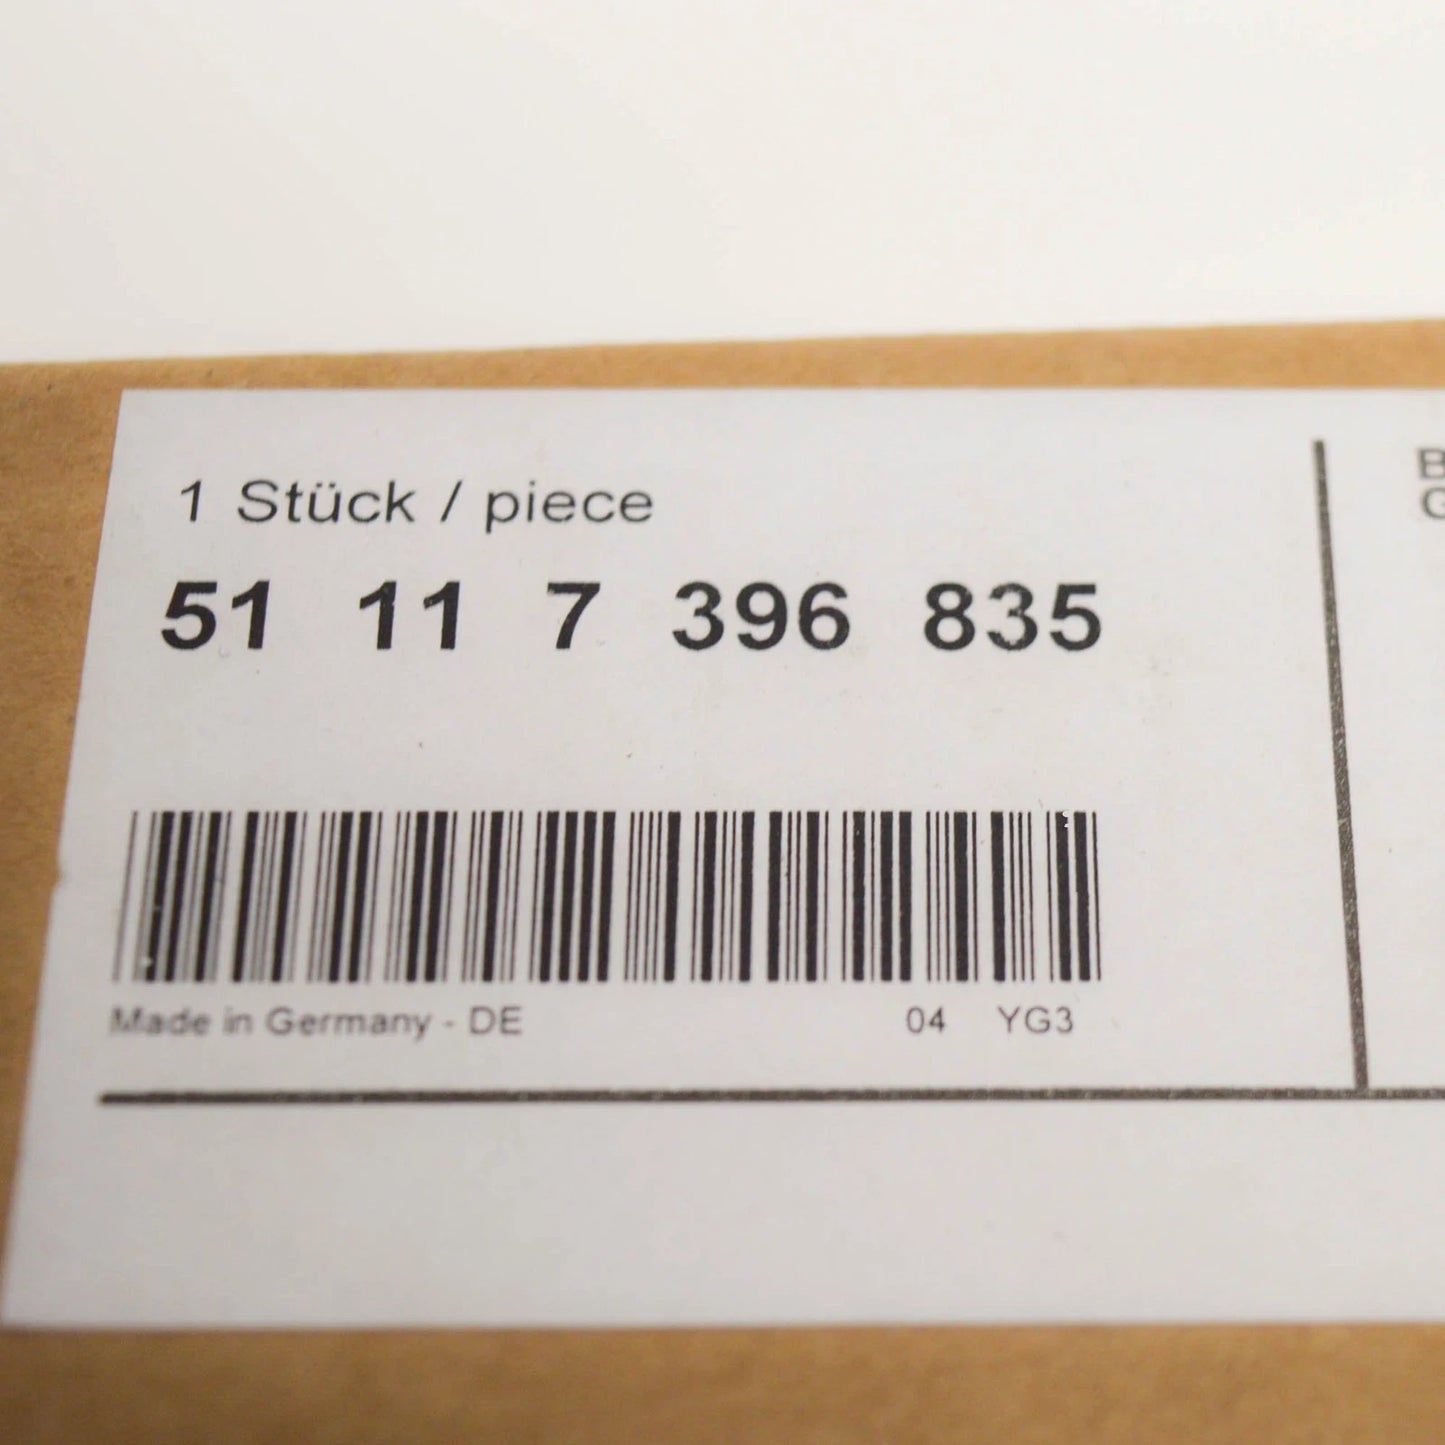 1 Stück / piece
51 11 7 396 835
Made in Germany - DE
04 YG3